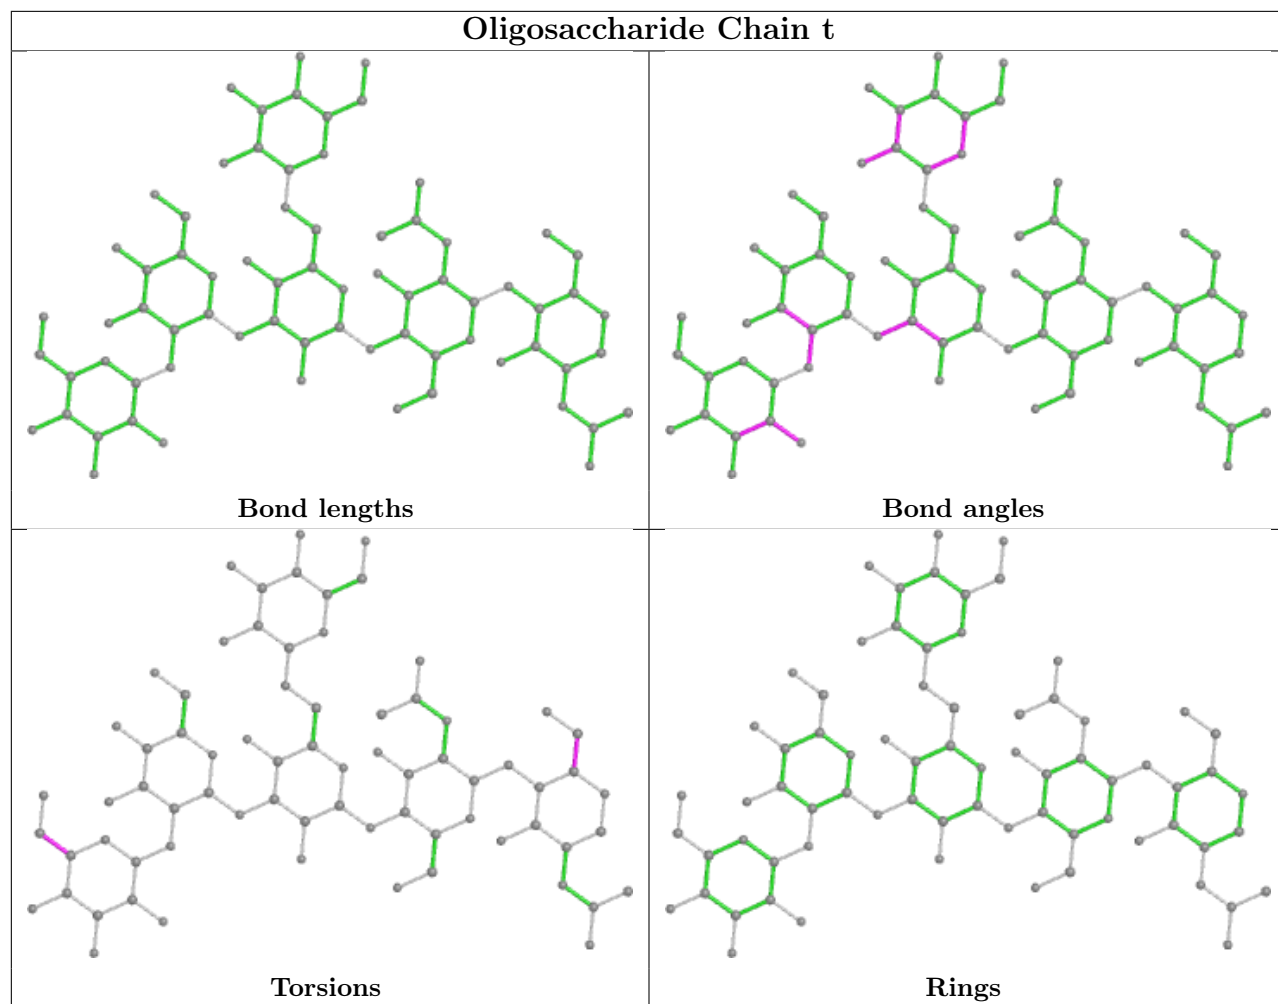 Oligosaccharide Chain t
Bond lengths
Bond angles
Torsions
Rings